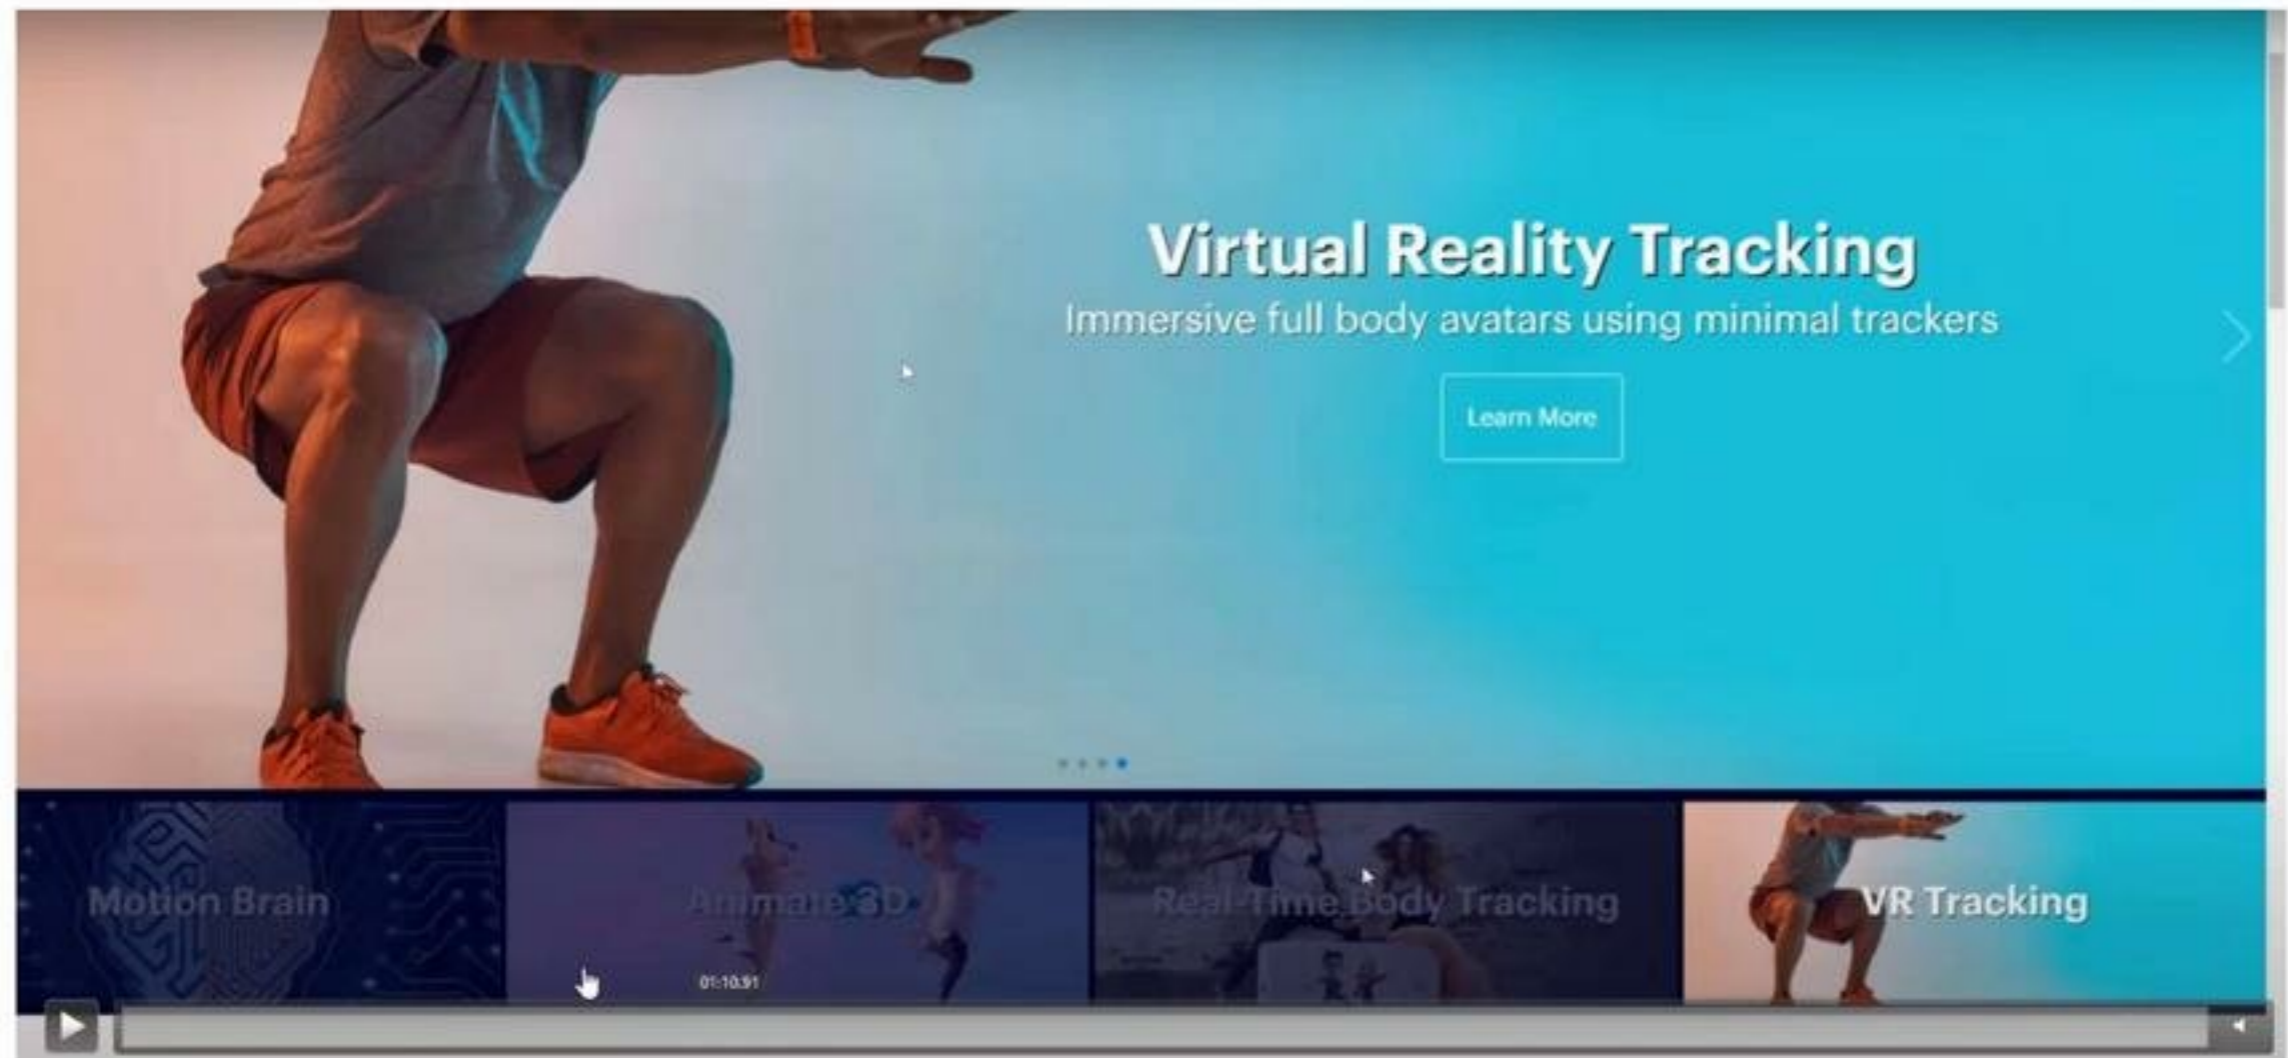 Virtual Reality Tracking
Immersive full body avatars using minimal trackers
Learn More
Motion Brain
Animate 3D
Real-Time Body Tracking
VR Tracking
01:10.91